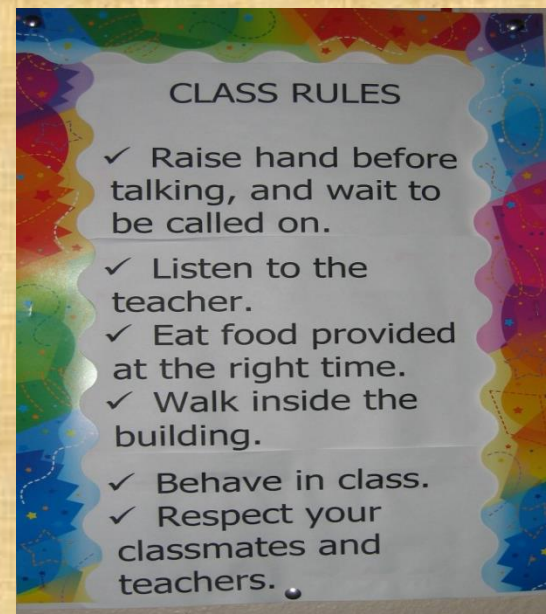 CLASS RULES
✓ Raise hand before
talking, and wait to
be called on.
✓ Listen to the
teacher.
✓ Eat food provided
at the right time.
✓ Walk inside the
building.
✓ Behave in class.
✓ Respect your
classmates and
teachers.